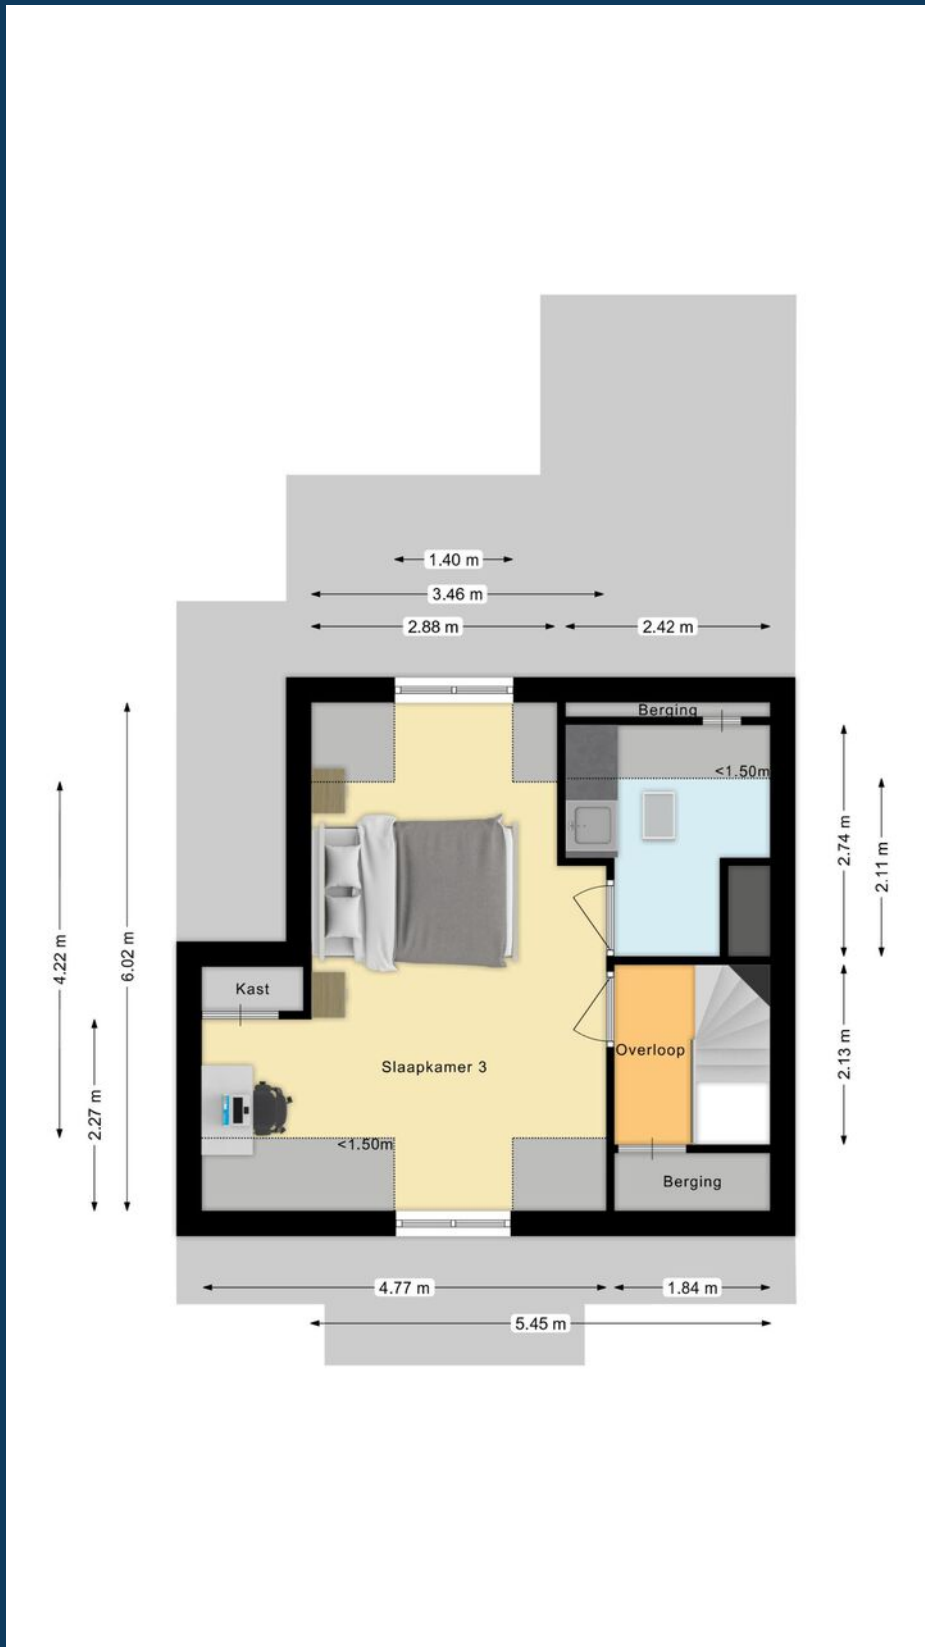 1.40 m
3.46 m
2.88 m
2.42 m
Berging
<1.50m
2.74 m
2.11 m
4.22 m
6.02 m
Kast
Overloop
2.13 m
Slaapkamer 3
2.27 m
<1.50m
Berging
4.77 m
1.84 m
5.45 m